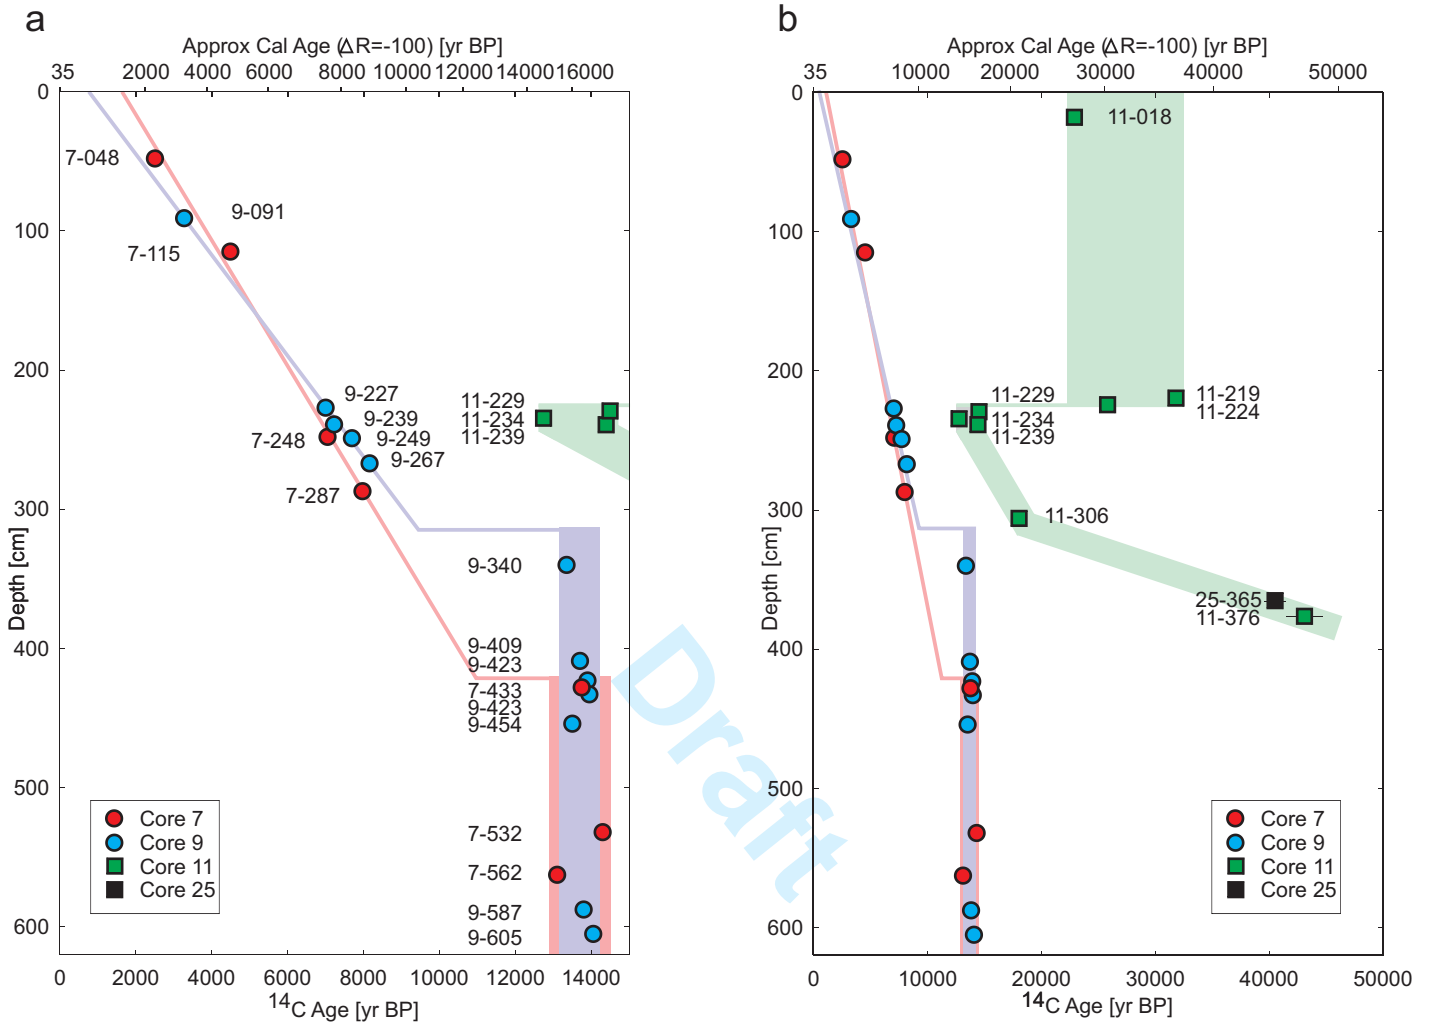 a
Approx Cal Age (ΔR=-100) [yr BP]
35 2000 4000 6000 8000 10000 12000 14000 16000
0
100
200
300
400
500
600
Depth [cm]
7-048
9-091
7-115
9-227
9-239
7-248
9-249
9-267
7-287
11-229
11-234
11-239
9-340
9-409
9-423
7-433
9-423
9-454
7-532
7-562
9-587
9-605
Core 7
Core 9
Core 11
Core 25
0 2000 4000 6000 8000 10000 12000 14000
14C Age [yr BP]
b
Approx Cal Age (ΔR=-100) [yr BP]
35 10000 20000 30000 40000 50000
0
100
200
300
400
500
600
Depth [cm]
11-018
11-229
11-234
11-239
11-219
11-224
11-306
25-365
11-376
Core 7
Core 9
Core 11
Core 25
0 10000 20000 30000 40000 50000
14C Age [yr BP]
Draft